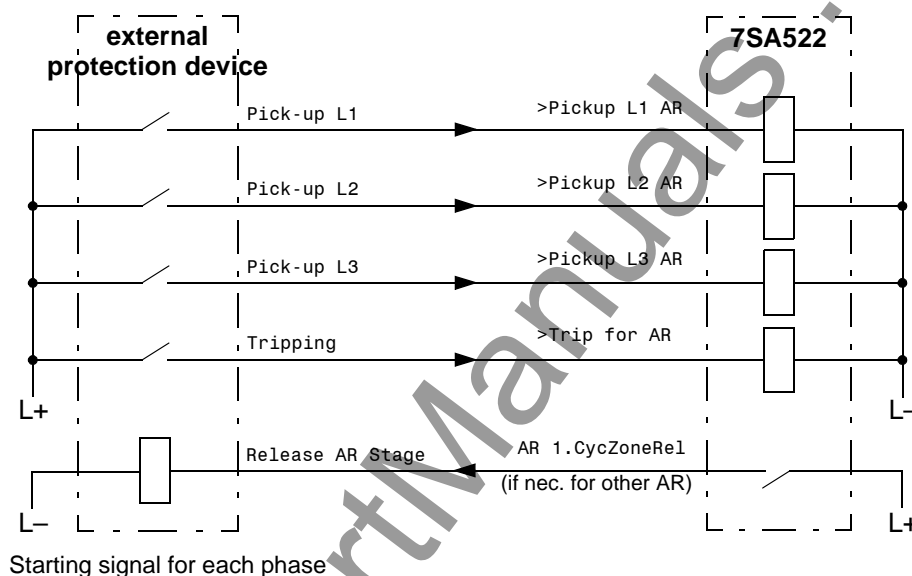 external
protection device
7SA522
Pick-up L1
>Pickup L1 AR
Pick-up L2
>Pickup L2 AR
Pick-up L3
>Pickup L3 AR
Tripping
>Trip for AR
L+
L–
Release AR Stage
AR 1.CycZoneRel
(if nec. for other AR)
L–
L+
Starting signal for each phase
rtManuals.